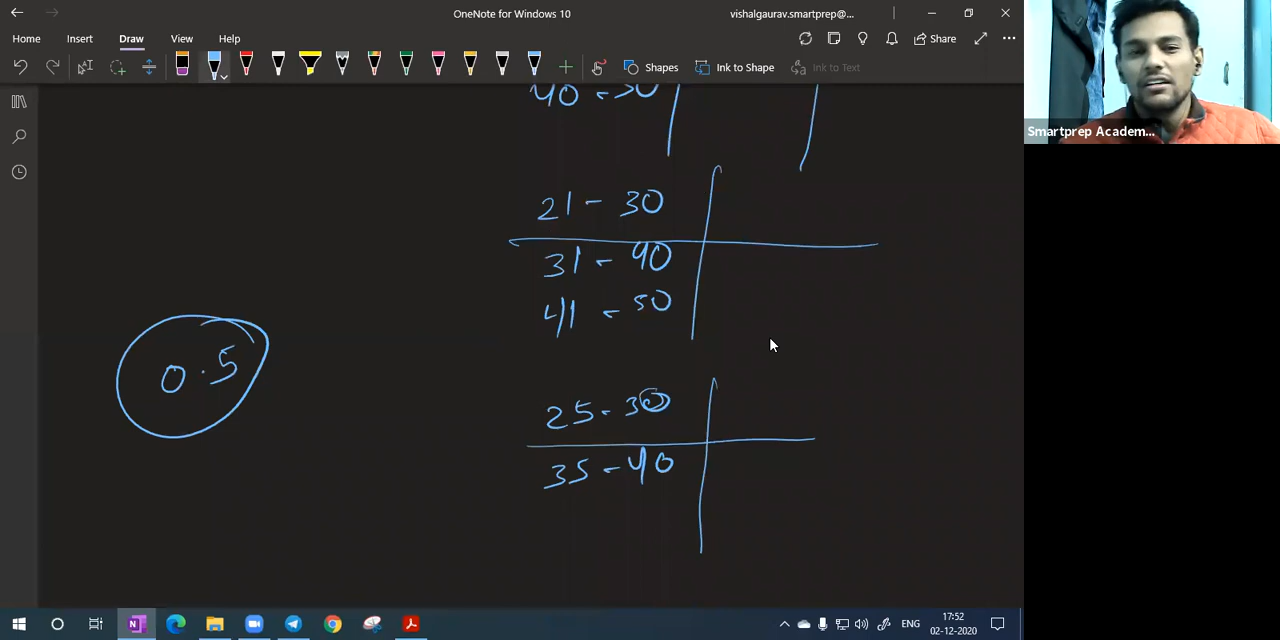 OneNote for Windows 10
vishalgaurav.smartprep@...
Home Insert Draw View Help
Share
Shapes
Ink to Shape
Ink to Text
Smartprep Academ...
40 - 50
21 - 30
31 - 40
41 - 50
0.5
25 - 30
35 - 40
ENG
17:52
02-12-2020